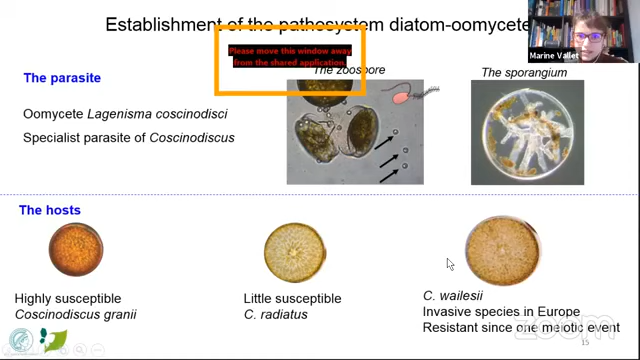 Establishment of the pathosystem diatom-oomycete
Please move this window away
from the shared application.
Marine Vallet
The parasite
The zoospore
The sporangium
Oomycete Lagenisma coscinodisci
Specialist parasite of Coscinodiscus
The hosts
Highly susceptible
Coscinodiscus granii
Little susceptible
C. radiatus
C. wailesii
Invasive species in Europe
Resistant since one meiotic event
zoom
15